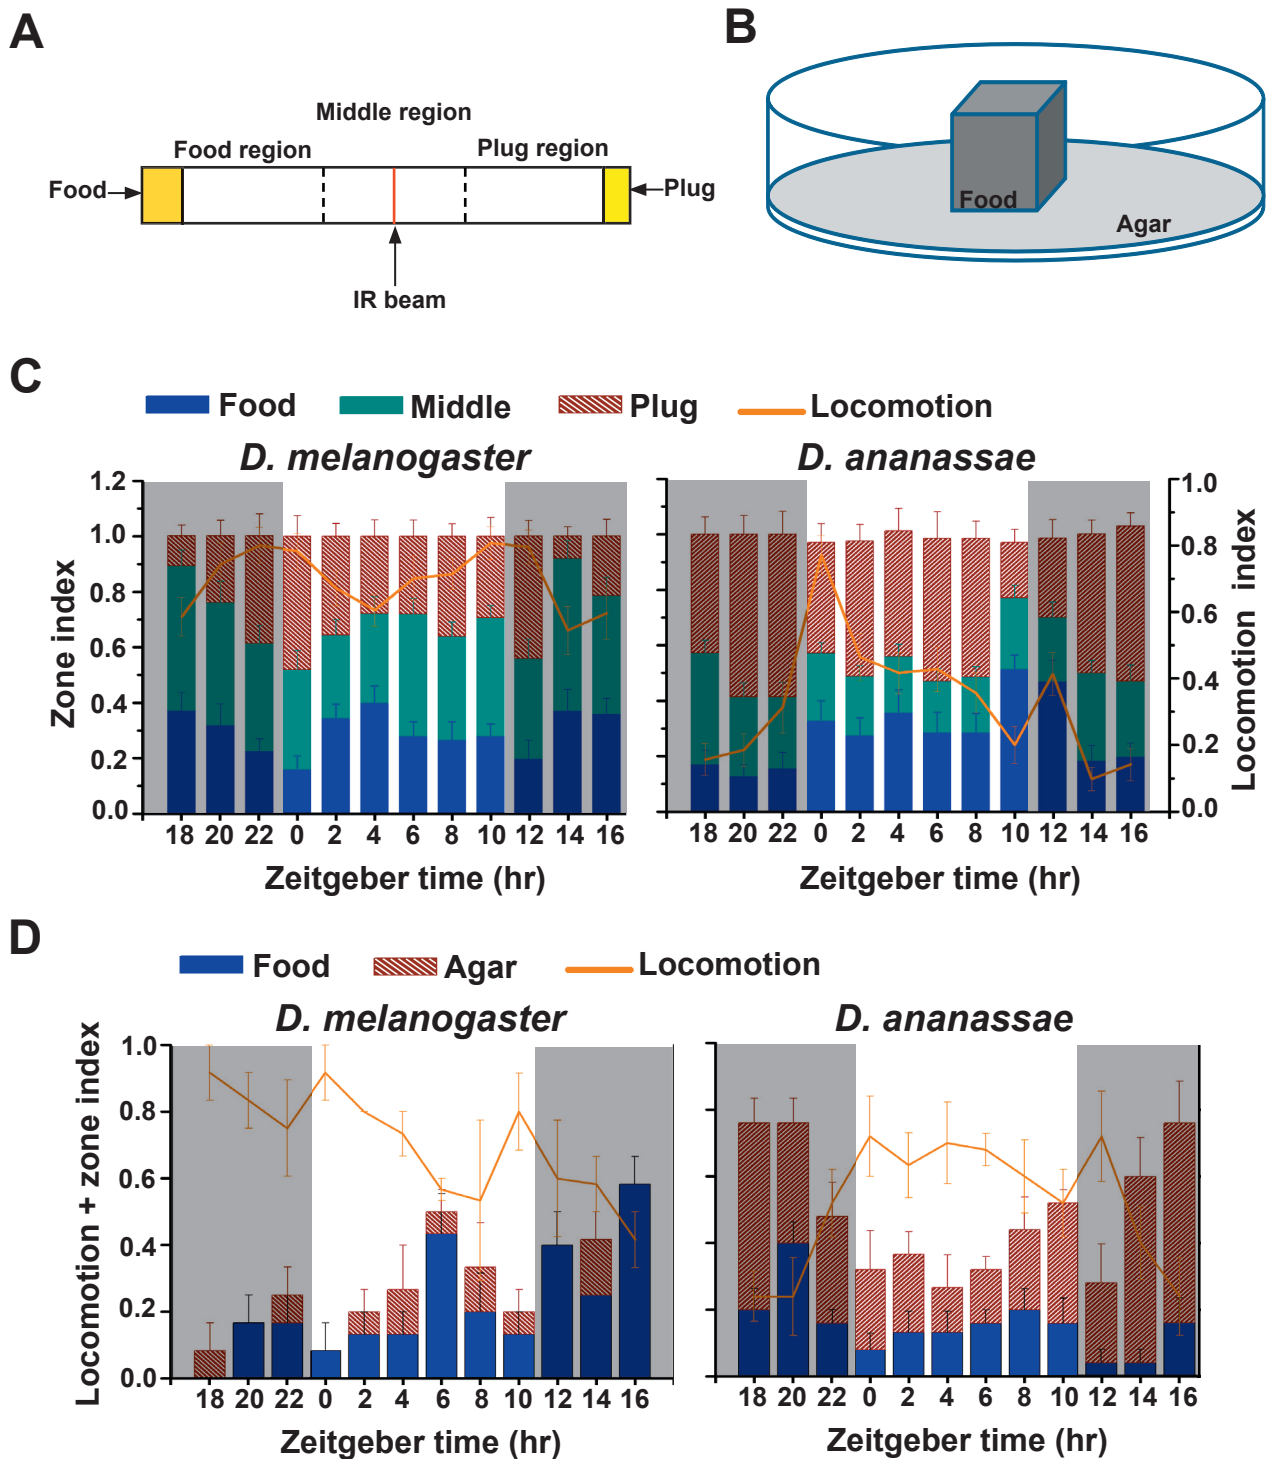 A
Middle region
Food region
Plug region
Food
Plug
IR beam
B
Food
Agar
C
Food Middle Plug Locomotion
D. melanogaster
D. ananassae
Zone index
1.2
1.0
0.8
0.6
0.4
0.2
0.0
18 20 22 0 2 4 6 8 10 12 14 16
Zeitgeber time (hr)
18 20 22 0 2 4 6 8 10 12 14 16
Zeitgeber time (hr)
1.0
0.8
0.6
0.4
0.2
0.0
Locomotion index
D
Food Agar Locomotion
D. melanogaster
D. ananassae
Locomotion + zone index
1.0
0.8
0.6
0.4
0.2
0.0
18 20 22 0 2 4 6 8 10 12 14 16
Zeitgeber time (hr)
18 20 22 0 2 4 6 8 10 12 14 16
Zeitgeber time (hr)